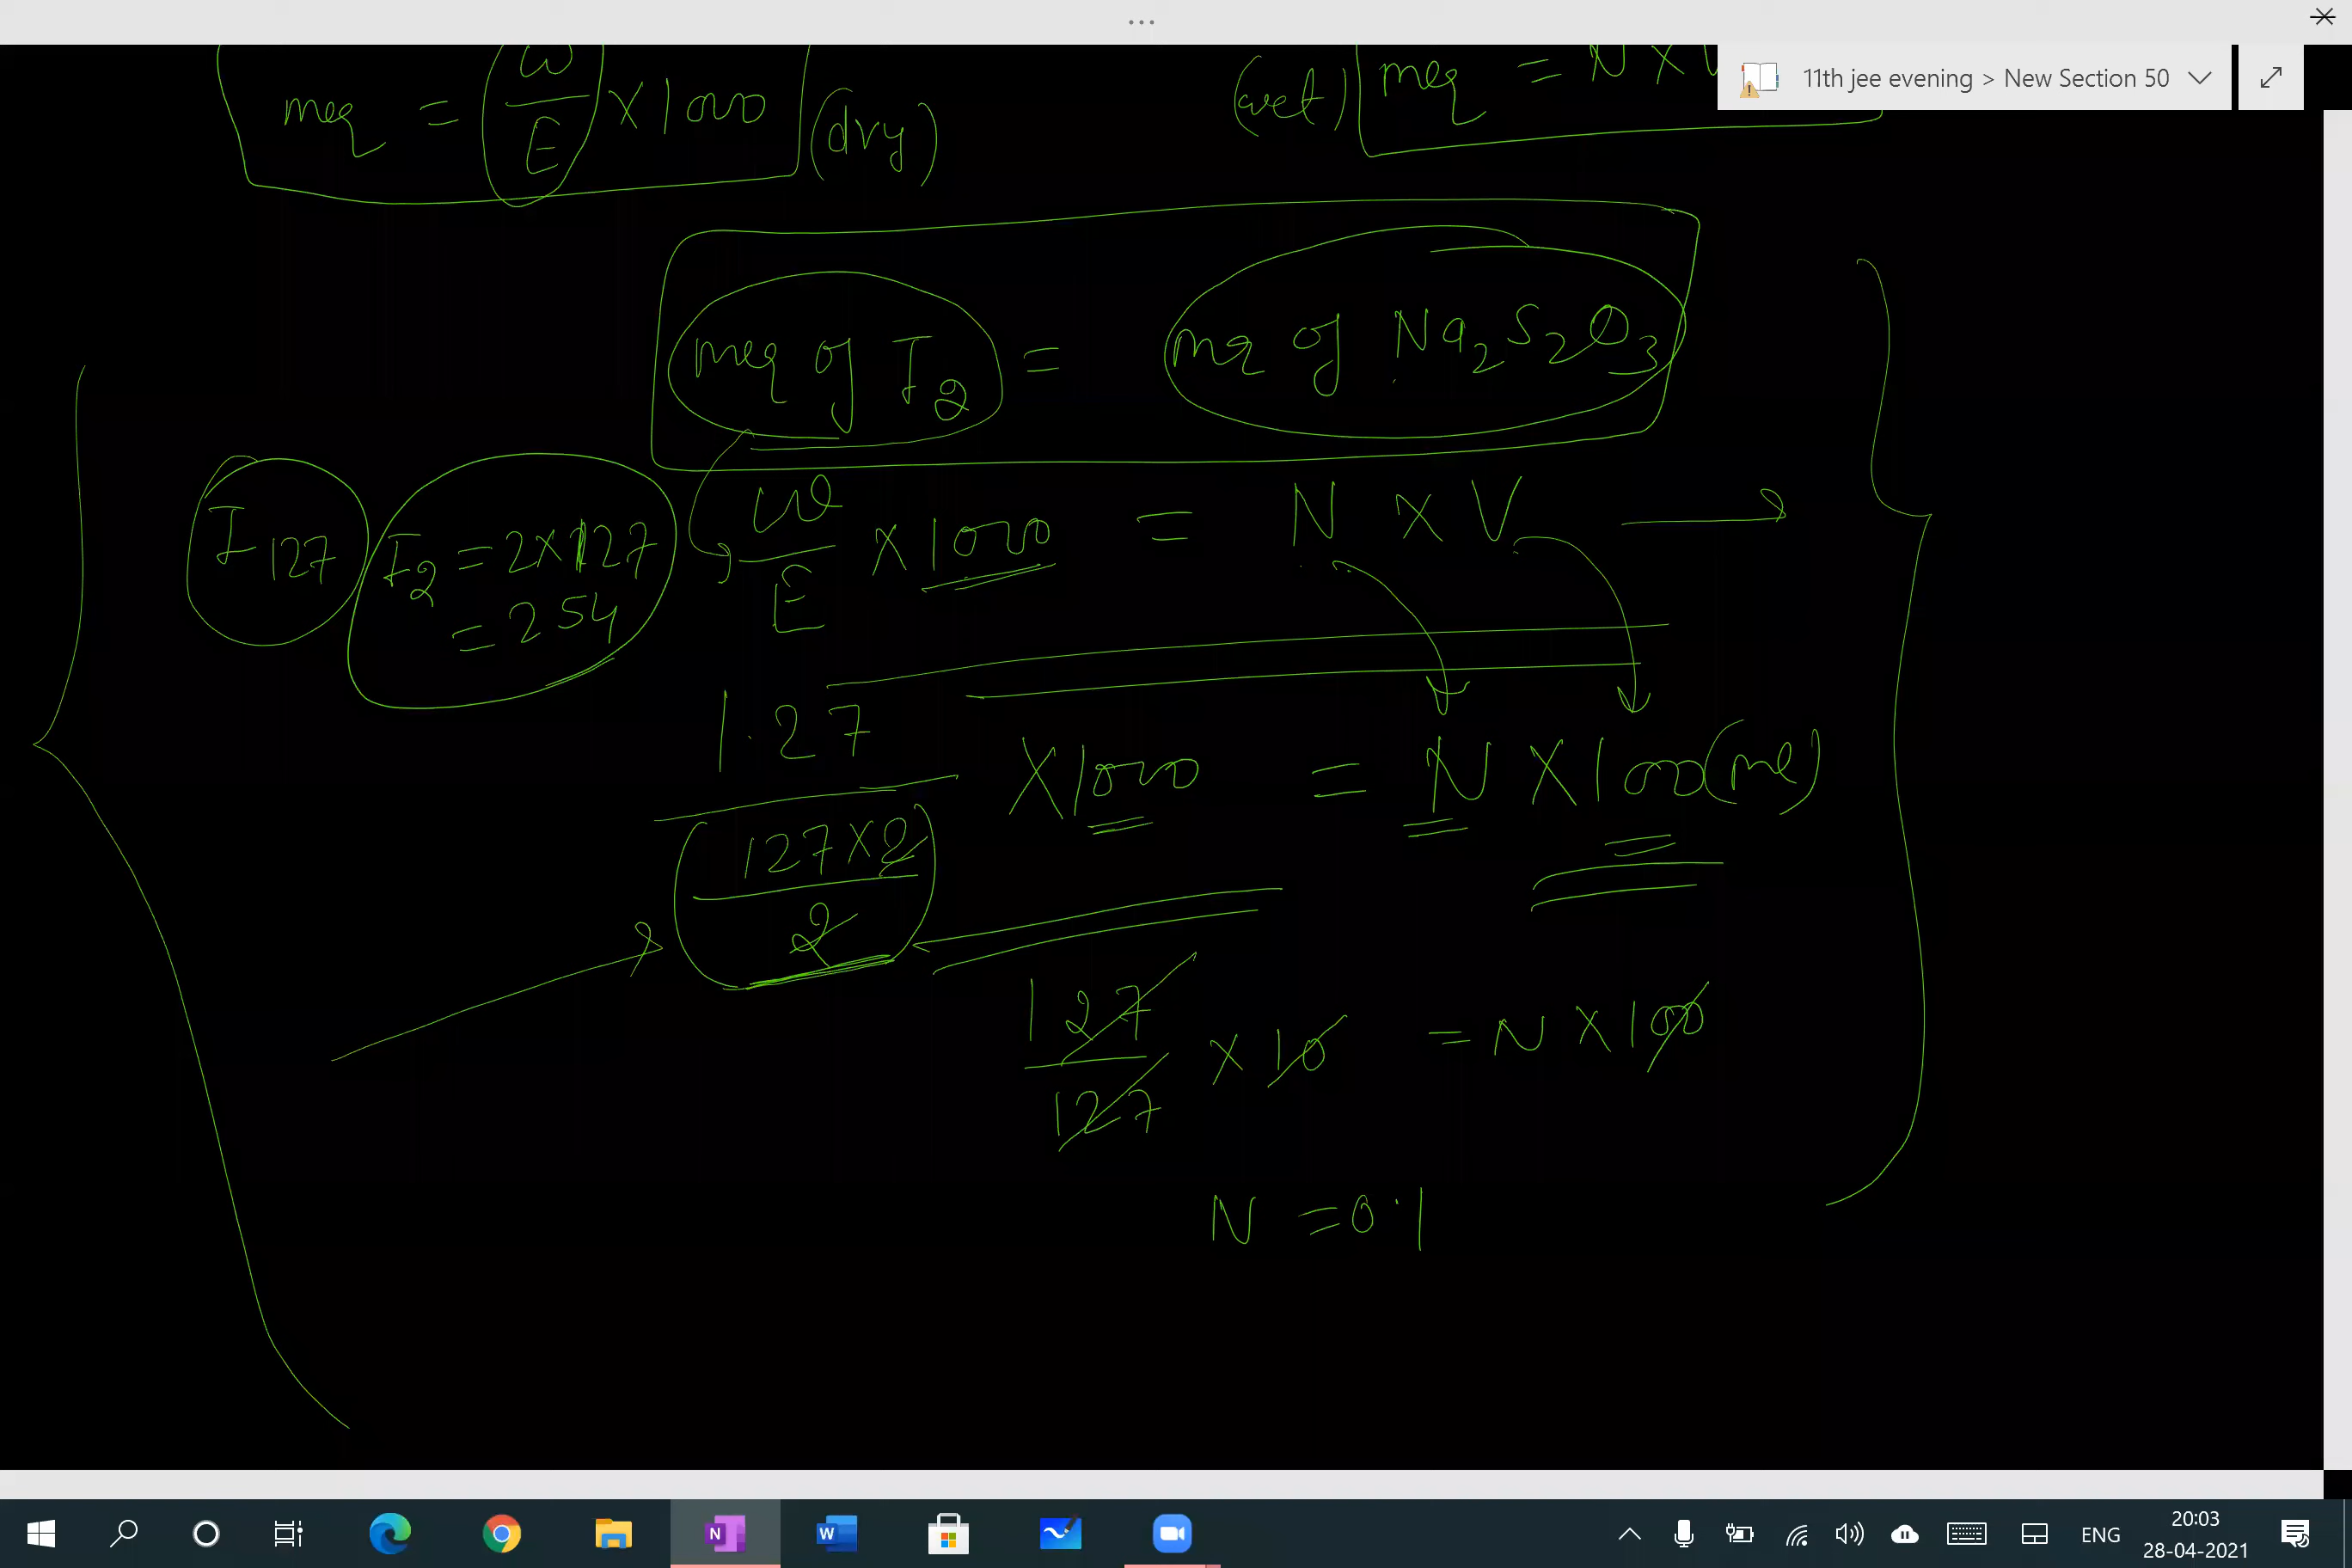 11th jee evening > New Section 50
meq = W/E × 1000 (dry)
(wet) meq = N × V
meq of I₂ = meq of Na₂S₂O₃
I 127
I₂ = 2×127
= 254
W/E × 1000 = N × V
1.27/(127×2/2) × 1000 = N × 100 (ml)
127/127 × 10 = N × 100
N = 0.1
ENG
20:03
28-04-2021